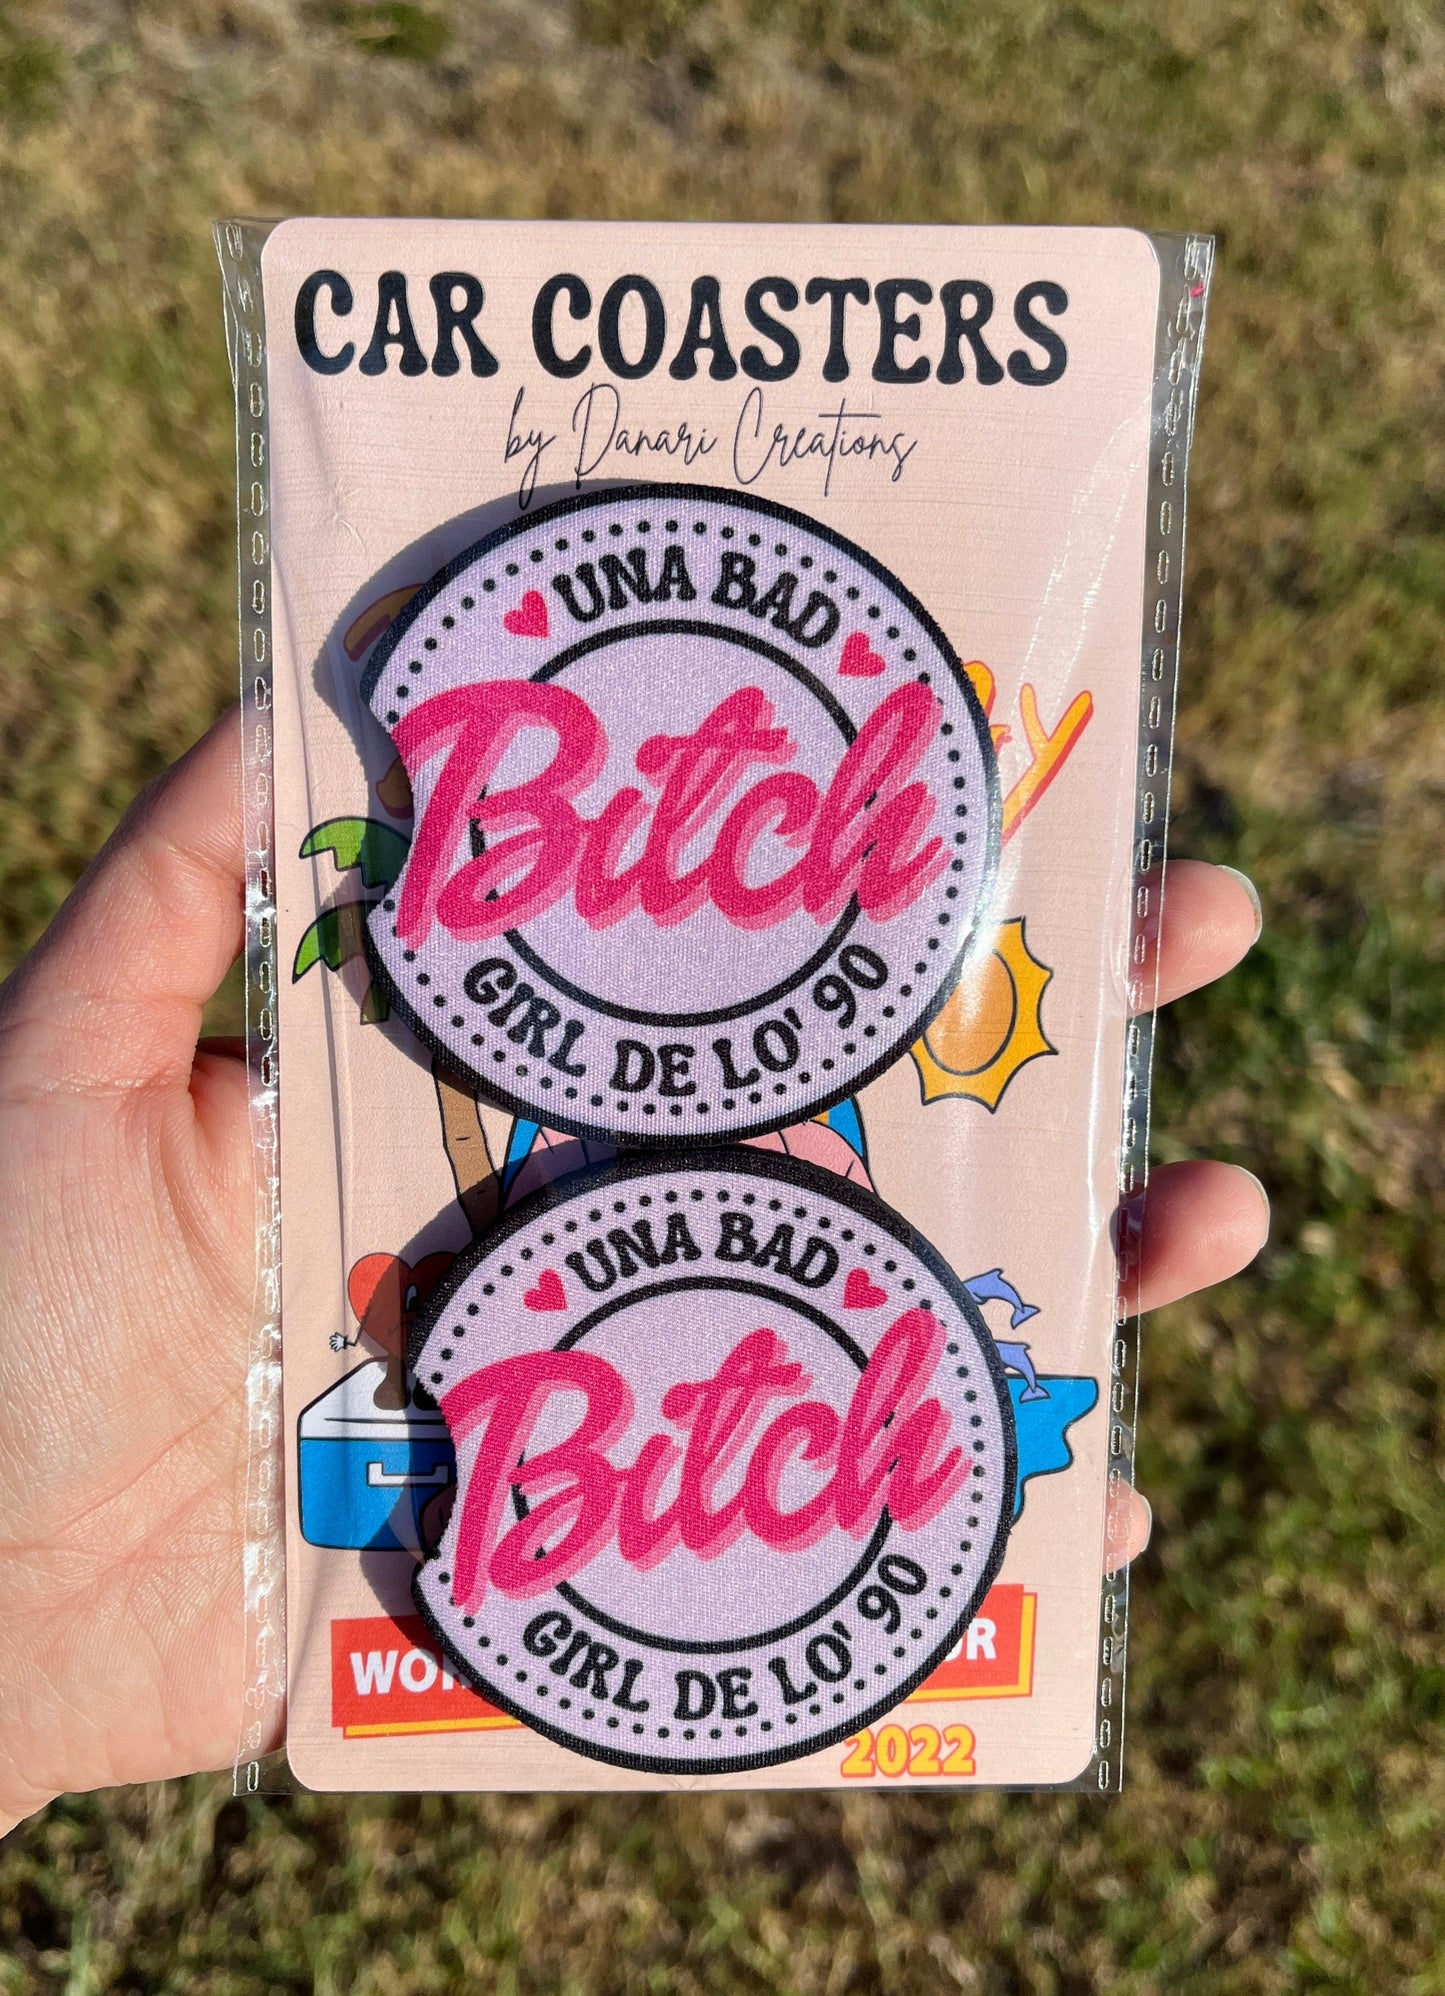 CAR COASTERS
by Danari Creations
UNA BAD
Bitch
GIRL DE LO' 90
UNA BAD
Bitch
GIRL DE LO' 90
2022